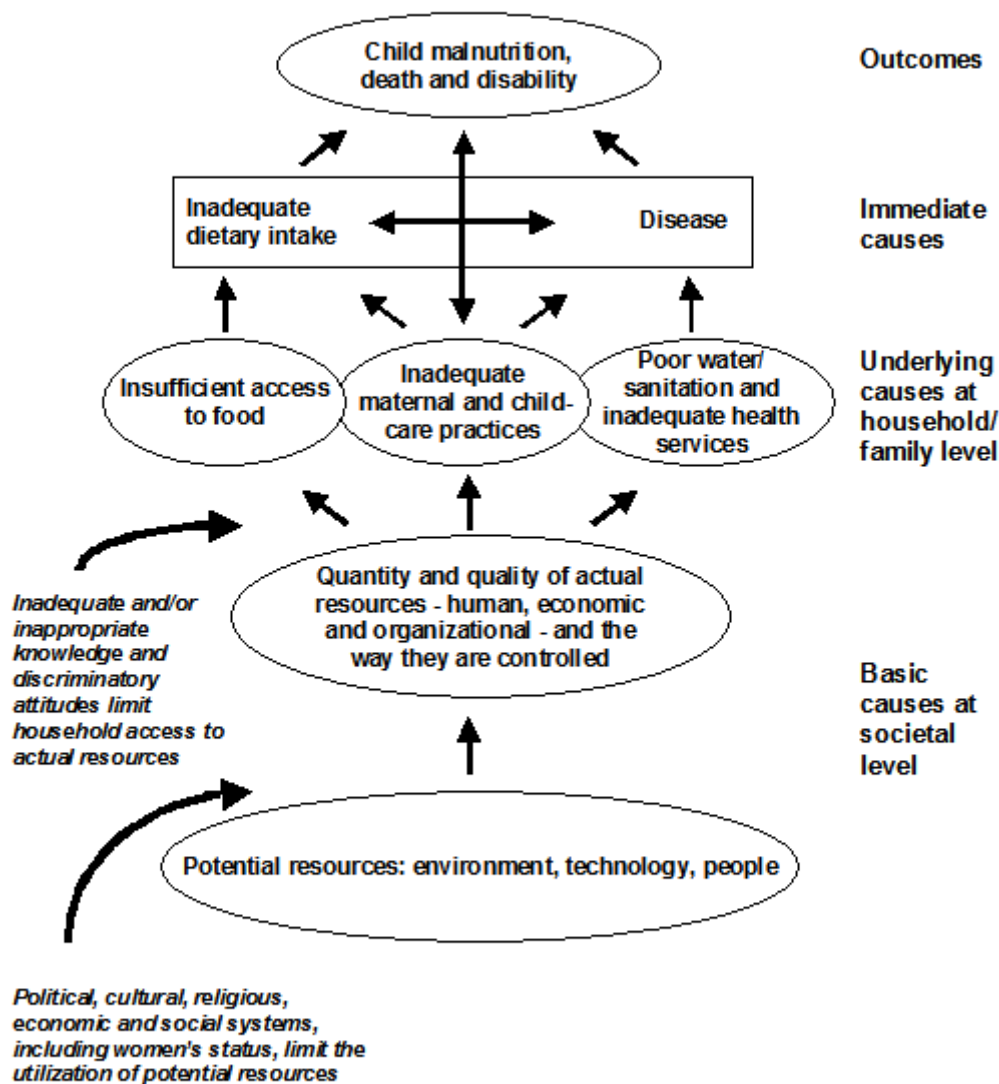 Child malnutrition,
death and disability
Outcomes
Inadequate
dietary intake
Disease
Immediate
causes
Insufficient access
to food
Inadequate
maternal and child-
care practices
Poor water/
sanitation and
inadequate health
services
Underlying
causes at
household/
family level
Quantity and quality of actual
resources - human, economic
and organizational - and the
way they are controlled
Inadequate and/or
inappropriate
knowledge and
discriminatory
attitudes limit
household access to
actual resources
Basic
causes at
societal
level
Potential resources: environment, technology, people
Political, cultural, religious,
economic and social systems,
including women's status, limit the
utilization of potential resources